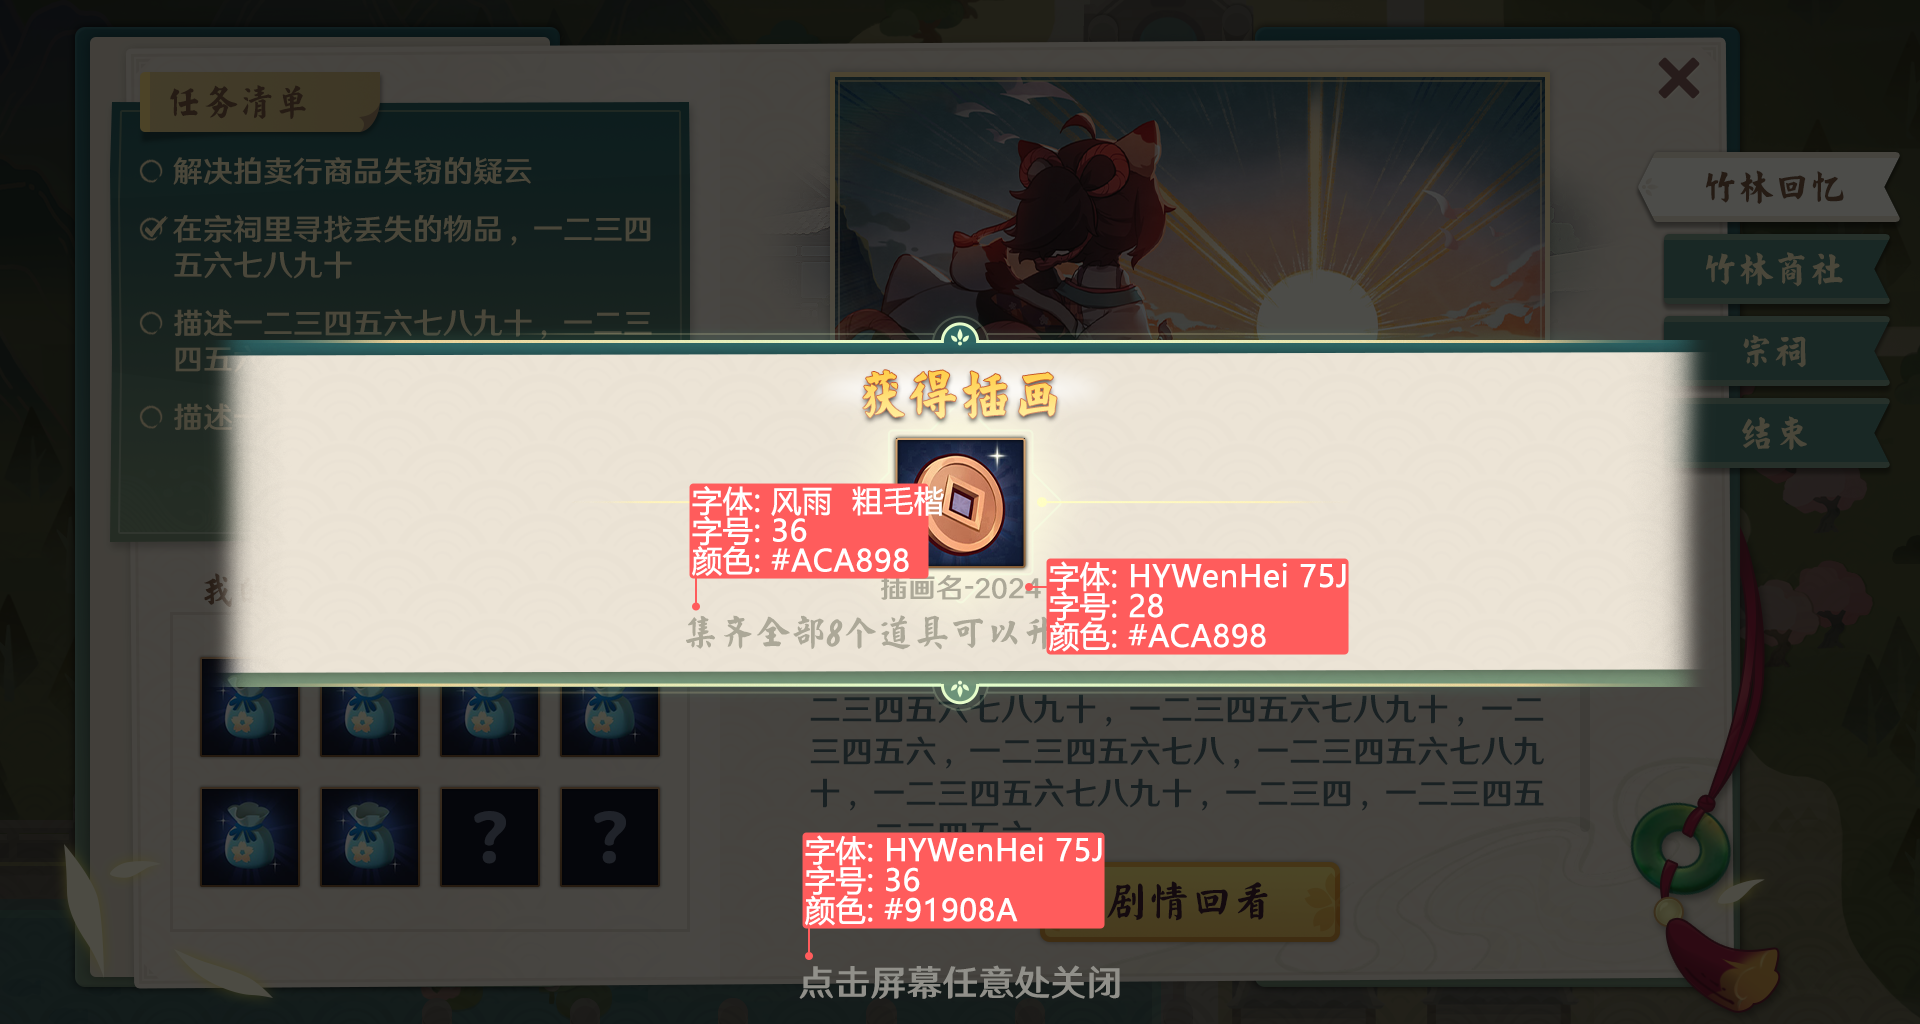 任务清单
解决拍卖行商品失窃的疑云
在宗祠里寻找丢失的物品，一二三四
五六七八九十
描述一二三四五六七八九十，一二三
四五
描述
竹林回忆
竹林商社
宗祠
结束
获得插画
字体: 风雨 粗毛楷
字号: 36
颜色: #ACA898
插画名-2024
字体: HYWenHei 75J
字号: 28
颜色: #ACA898
集齐全部8个道具可以升
我
二三四五六七八九十，一二三四五六七八九十，一二
三四五六，一二三四五六七八，一二三四五六七八九
十，一二三四五六七八九十，一二三四，一二三四五
?
?
字体: HYWenHei 75J
字号: 36
颜色: #91908A
剧情回看
点击屏幕任意处关闭